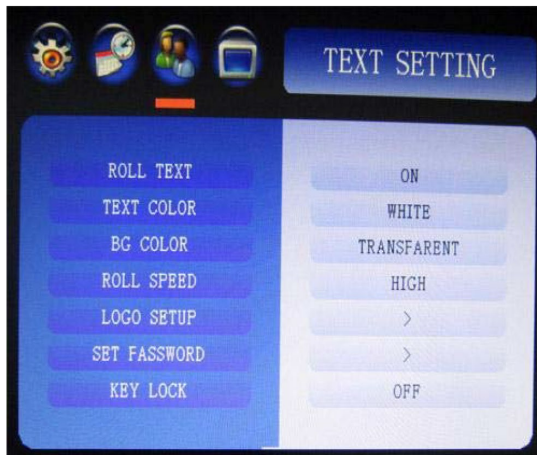 TEXT SETTING
ROLL TEXT ON
TEXT COLOR WHITE
BG COLOR TRANSFARENT
ROLL SPEED HIGH
LOGO SETUP >
SET FASSWORD >
KEY LOCK OFF